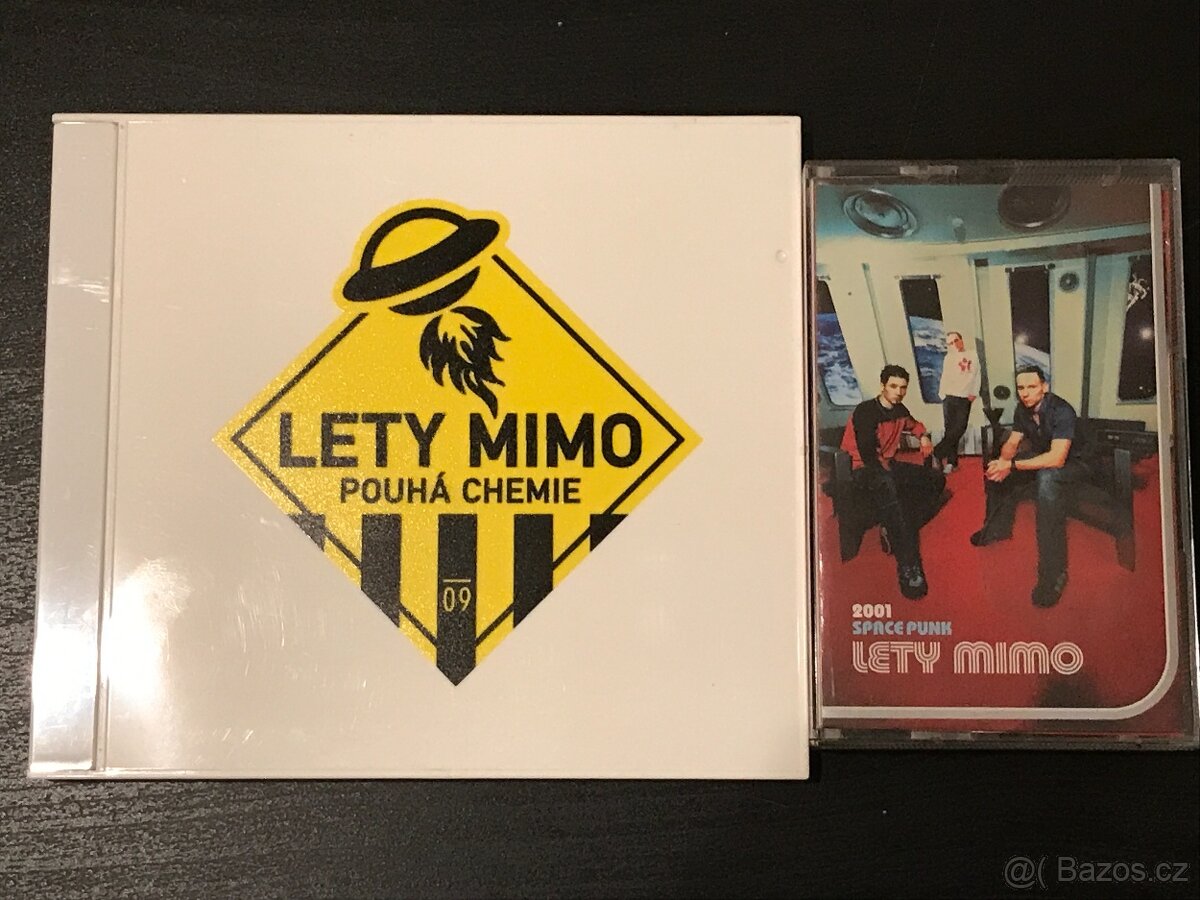 LETY MIMO
POUHÁ CHEMIE
09
2001
SPACE PUNK
LETY MIMO
@( Bazos.cz